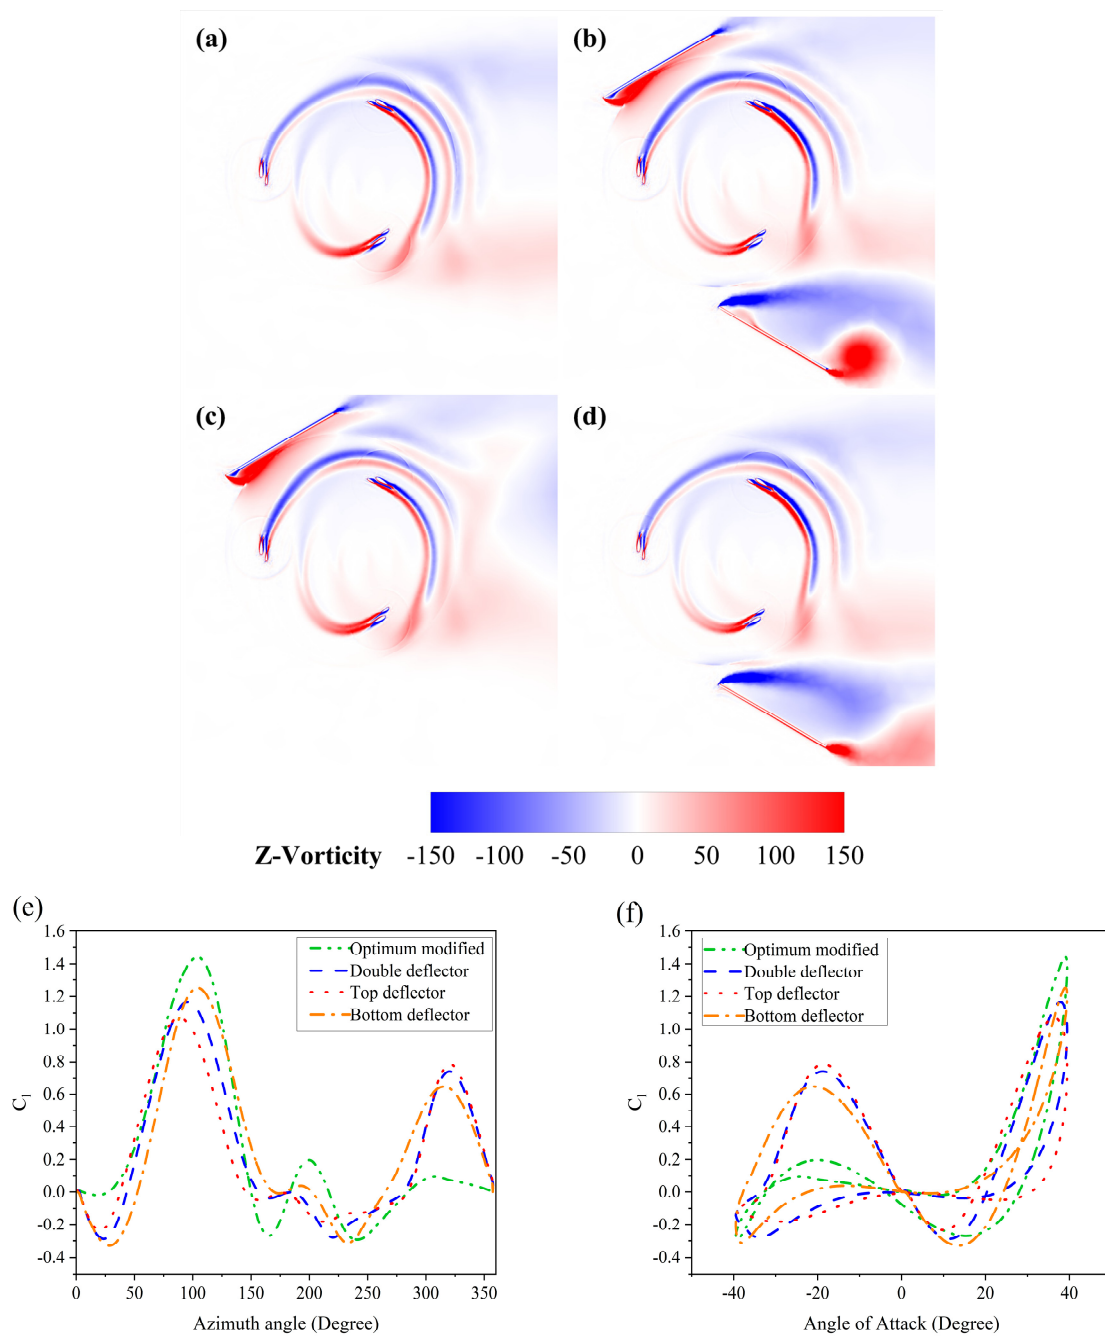 (a)
(b)
(c)
(d)
Z-Vorticity -150 -100 -50 0 50 100 150
(e)
1.6
1.4
1.2
1.0
0.8
0.6
0.4
0.2
0.0
-0.2
-0.4
C1
Optimum modified
Double deflector
Top deflector
Bottom deflector
0 50 100 150 200 250 300 350
Azimuth angle (Degree)
(f)
1.6
1.4
1.2
1.0
0.8
0.6
0.4
0.2
0.0
-0.2
-0.4
C1
Optimum modified
Double deflector
Top deflector
Bottom deflector
-40 -20 0 20 40
Angle of Attack (Degree)